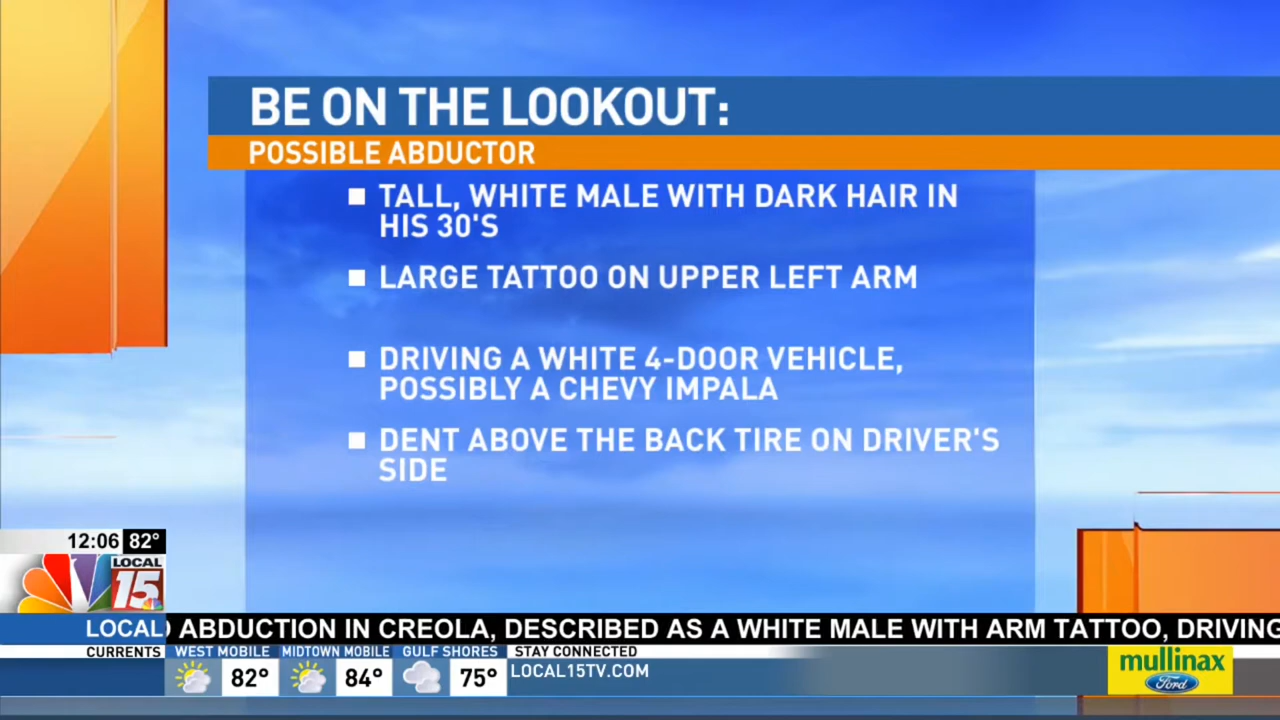 BE ON THE LOOKOUT:
POSSIBLE ABDUCTOR
TALL, WHITE MALE WITH DARK HAIR IN
HIS 30'S
LARGE TATTOO ON UPPER LEFT ARM
DRIVING A WHITE 4-DOOR VEHICLE,
POSSIBLY A CHEVY IMPALA
DENT ABOVE THE BACK TIRE ON DRIVER'S
SIDE
12:06 82°
LOCAL
15
LOCAL ABDUCTION IN CREOLA, DESCRIBED AS A WHITE MALE WITH ARM TATTOO, DRIVING
CURRENTS WEST MOBILE MIDTOWN MOBILE GULF SHORES STAY CONNECTED
82° 84° 75° LOCAL15TV.COM
mullinax
Ford